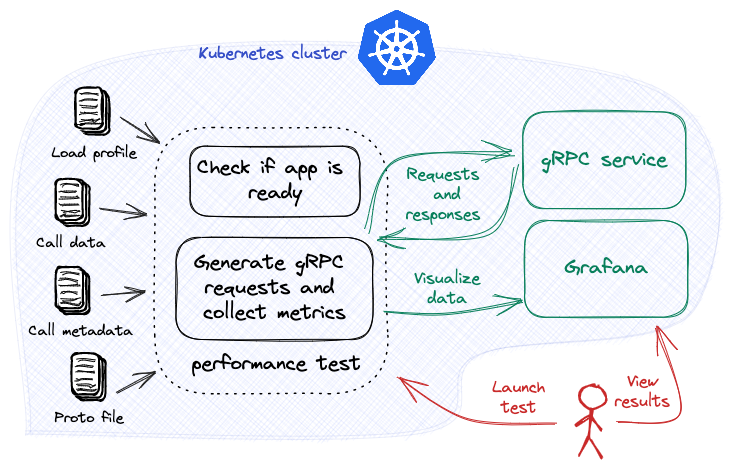 Kubernetes cluster
Load profile
Call data
Call metadata
Proto file
Check if app is
ready
Generate gRPC
requests and
collect metrics
performance test
Requests
and
responses
Visualize
data
gRPC service
Grafana
Launch
test
View
results